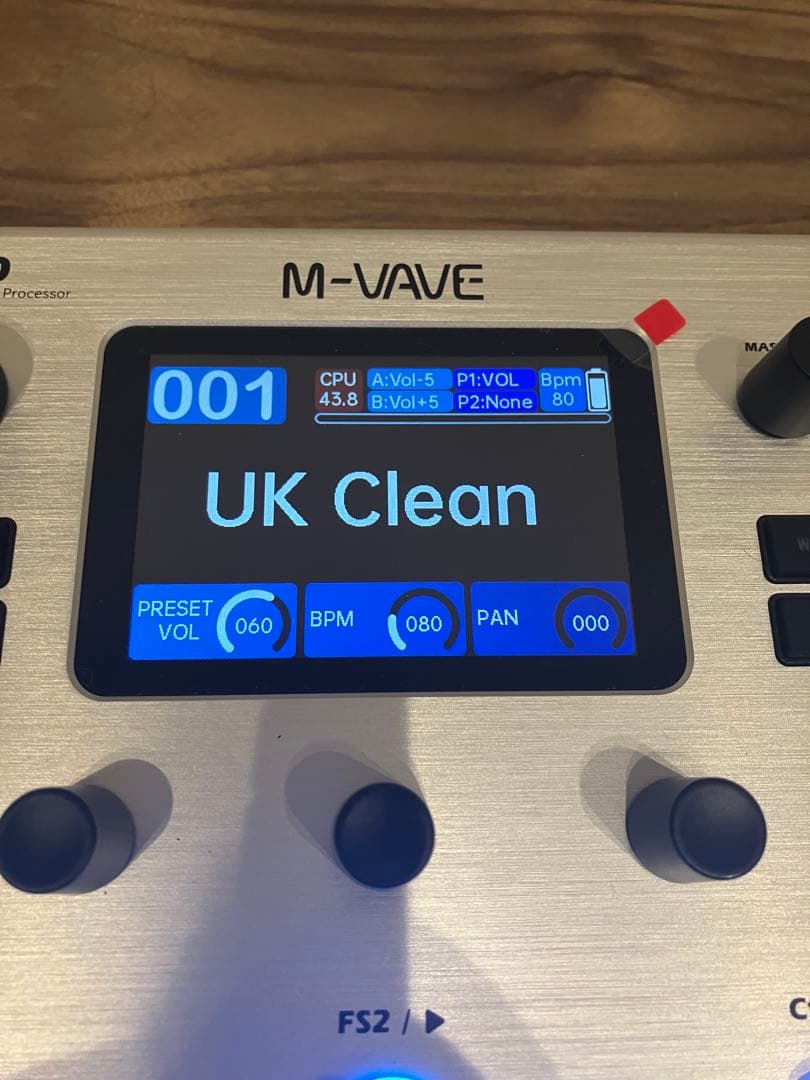 Processor
M-VAVE
MAS
001
CPU
43.8
A:Vol-5
B:Vol+5
P1:VOL
P2:None
Bpm
80
UK Clean
PRESET
VOL
060
BPM
080
PAN
000
FS2 / ▶